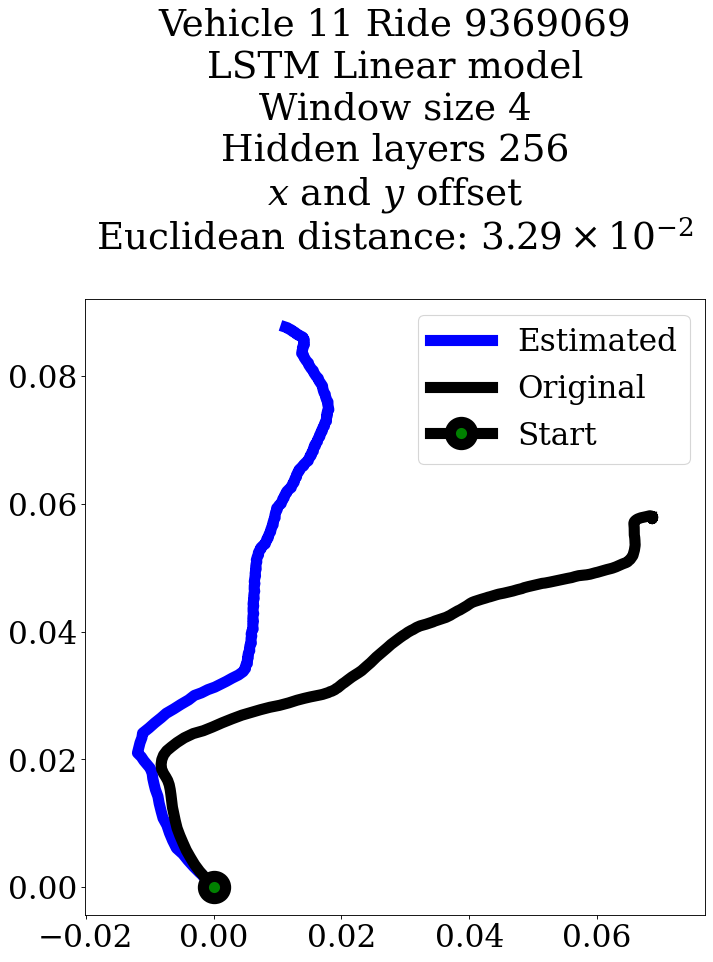 Vehicle 11 Ride 9369069
LSTM Linear model
Window size 4
Hidden layers 256
x and y offset
Euclidean distance: 3.29 × 10⁻²
Estimated
Original
Start
0.08
0.06
0.04
0.02
0.00
−0.02 0.00 0.02 0.04 0.06